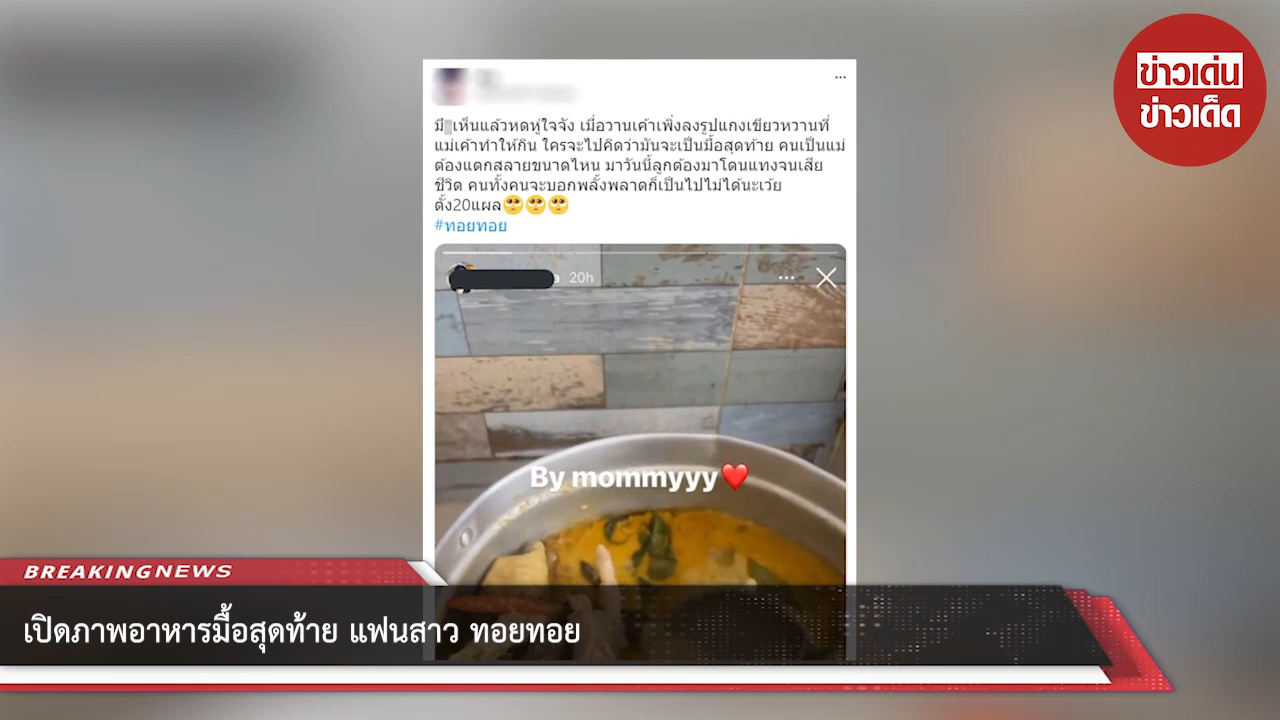 ข่าวเด่น
ข่าวเด็ด
เห็นแล้วหดหู่ใจจัง เมื่อวานเค้าเพิ่งลงรูปแกงเขียวหวานที่
แม่เค้าทำให้กิน ใครจะไปคิดว่ามันจะเป็นมื้อสุดท้าย คนเป็นแม่
ต้องแตกสลายขนาดไหน มาวันนี้ลูกต้องมาโดนแทงจนเสีย
ชีวิต คนทั้งคนจะบอกพลั้งพลาดก็เป็นไปไม่ได้นะเว้ย
ตั้ง20แผล🥺🥺🥺
#ทอยทอย
20h
By mommyyy❤️
BREAKING NEWS
เปิดภาพอาหารมื้อสุดท้าย แฟนสาว ทอยทอย